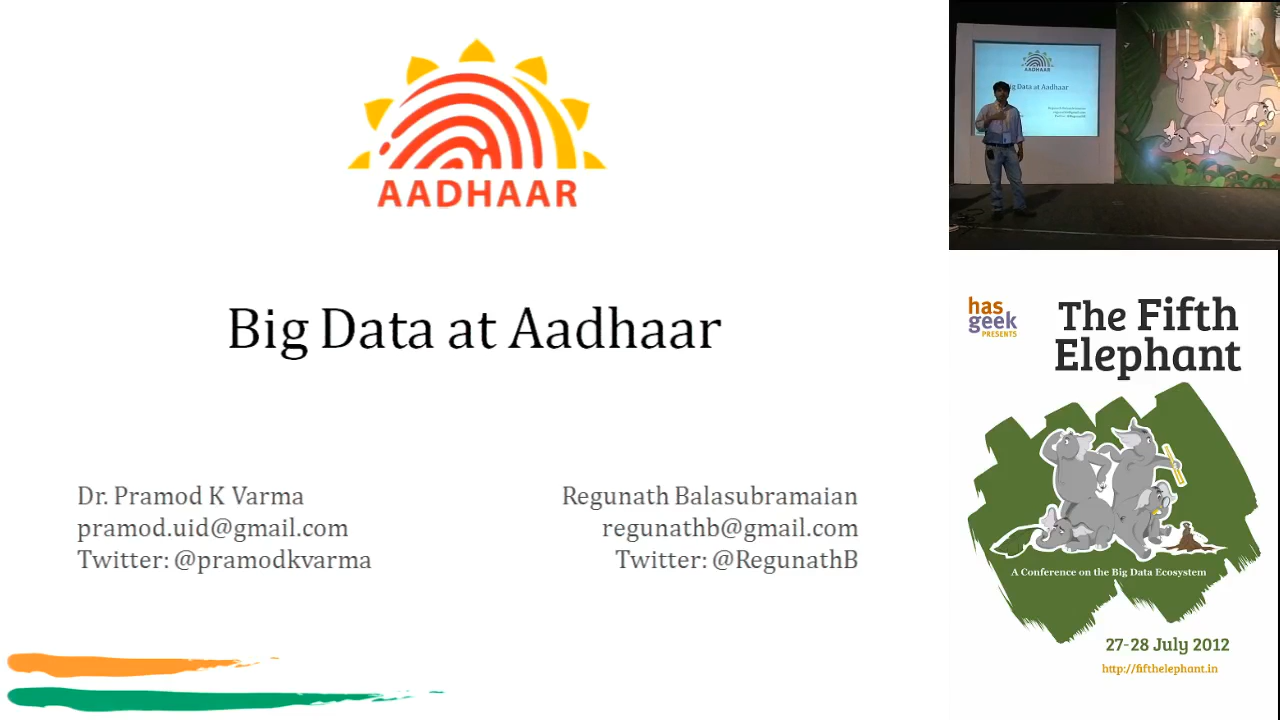 AADHAAR
Big Data at Aadhaar
Dr. Pramod K Varma
pramod.uid@gmail.com
Twitter: @pramodkvarma
Regunath Balasubramaian
regunathb@gmail.com
Twitter: @RegunathB
AADHAAR
Big Data at Aadhaar
has
geek
PRESENTS
The Fifth
Elephant
A Conference on the Big Data Ecosystem
27-28 July 2012
http://fifthelephant.in